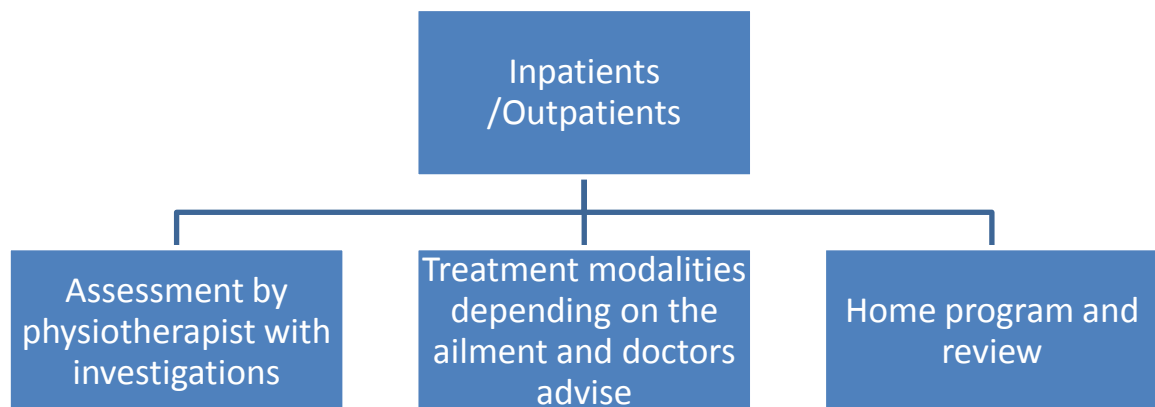 Inpatients
/Outpatients
Assessment by
physiotherapist with
investigations
Treatment modalities
depending on the
ailment and doctors
advise
Home program and
review